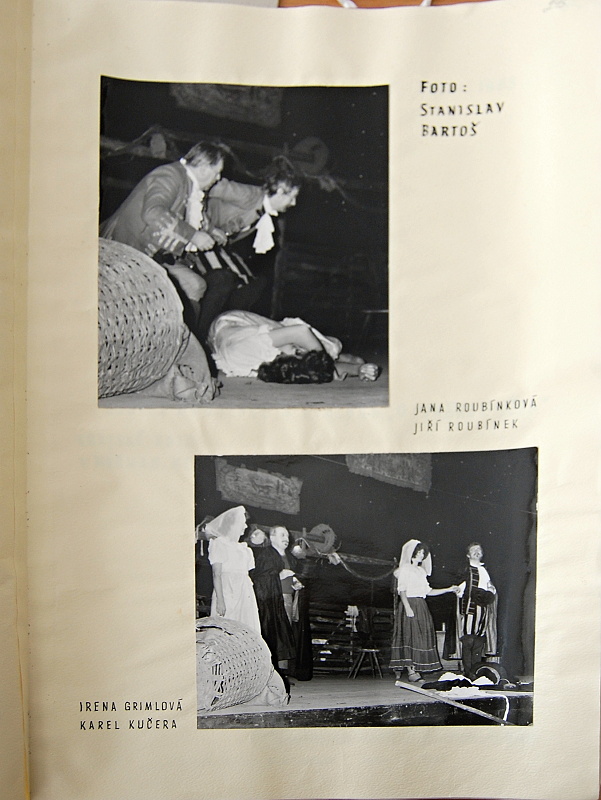 FOTO:
STANISLAV
BARTOŠ
JANA ROUBÍNKOVÁ
JIŘÍ ROUBÍNEK
IRENA GRIMLOVÁ
KAREL KUČERA